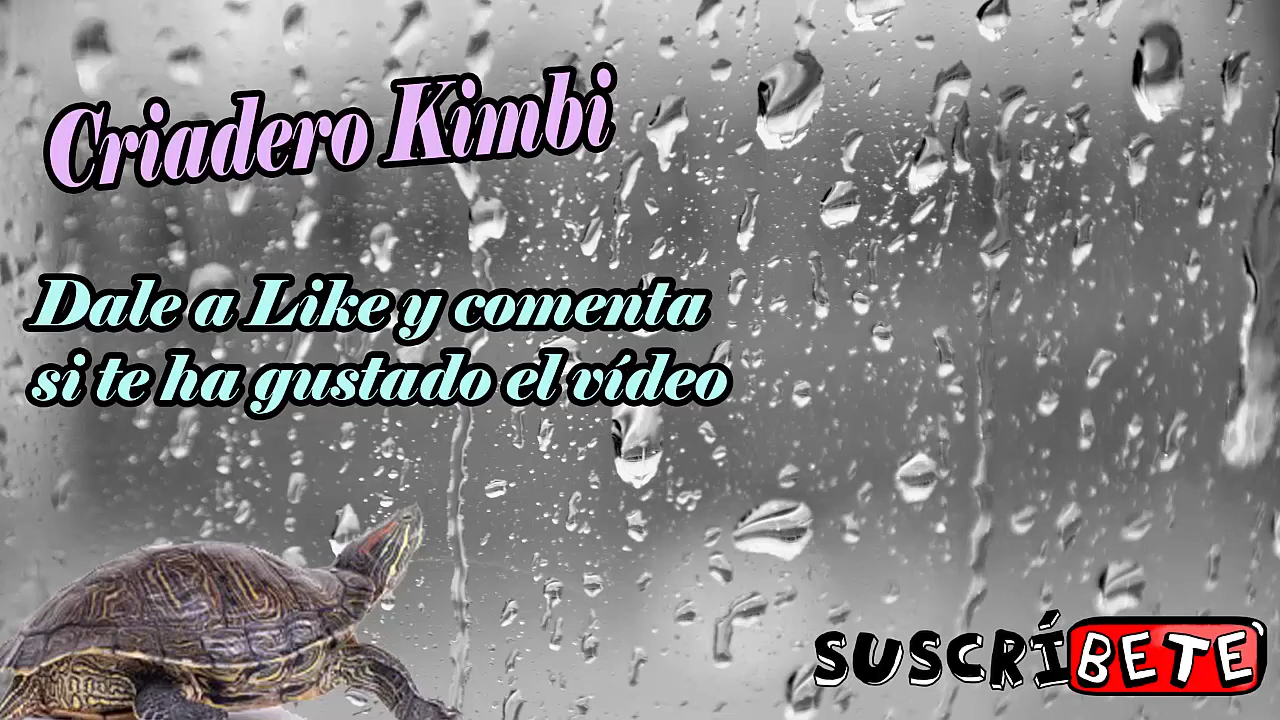 Criadero Kimbi
Dale a Like y comenta
si te ha gustado el vídeo
SUSCRÍBETE